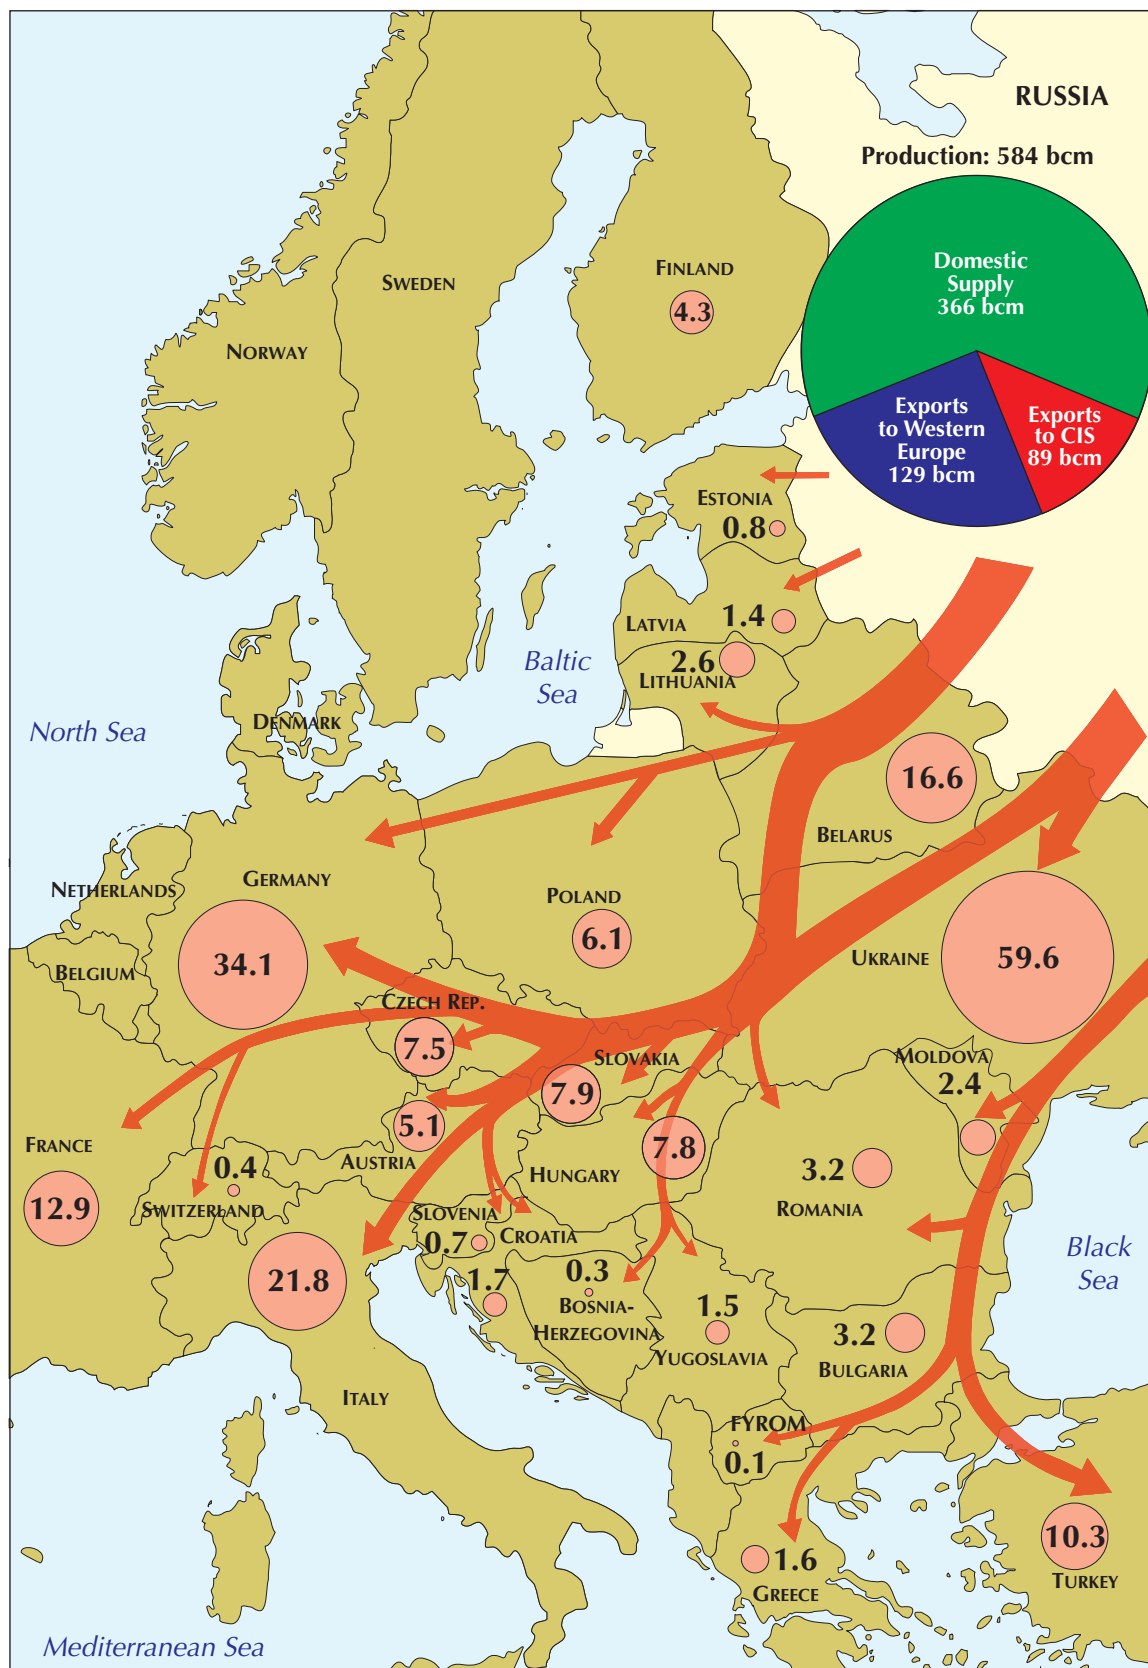 RUSSIA
Production: 584 bcm
Domestic
Supply
366 bcm
Exports
to Western
Europe
129 bcm
Exports
to CIS
89 bcm
FINLAND
4.3
SWEDEN
NORWAY
ESTONIA
0.8
LATVIA
1.4
2.6
LITHUANIA
Baltic
Sea
North Sea
DENMARK
16.6
BELARUS
NETHERLANDS
GERMANY
34.1
POLAND
6.1
BELGIUM
UKRAINE
59.6
CZECH REP.
7.5
SLOVAKIA
7.9
MOLDOVA
2.4
5.1
AUSTRIA
FRANCE
12.9
0.4
SWITZERLAND
7.8
HUNGARY
3.2
ROMANIA
SLOVENIA
0.7
CROATIA
1.7
21.8
ITALY
0.3
BOSNIA-
HERZEGOVINA
1.5
YUGOSLAVIA
3.2
BULGARIA
Black
Sea
FYROM
0.1
1.6
GREECE
10.3
TURKEY
Mediterranean Sea